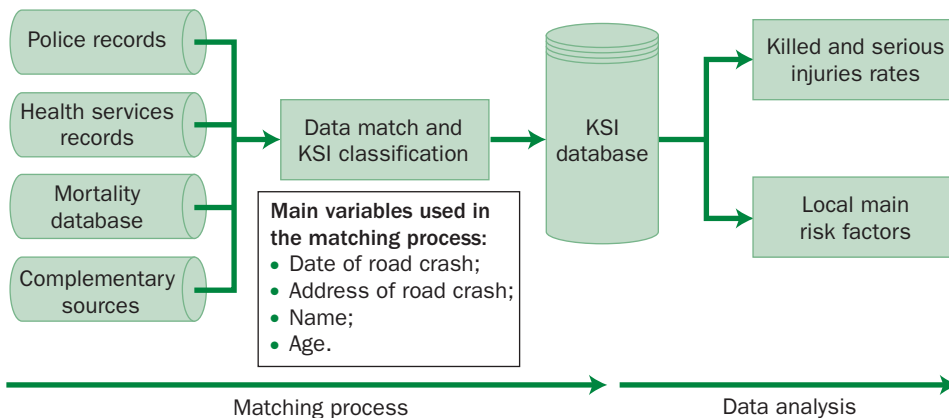 Police records
Health services
records
Mortality
database
Complementary
sources
Data match and
KSI classification
Main variables used in
the matching process:
• Date of road crash;
• Address of road crash;
• Name;
• Age.
KSI
database
Killed and serious
injuries rates
Local main
risk factors
Matching process
Data analysis